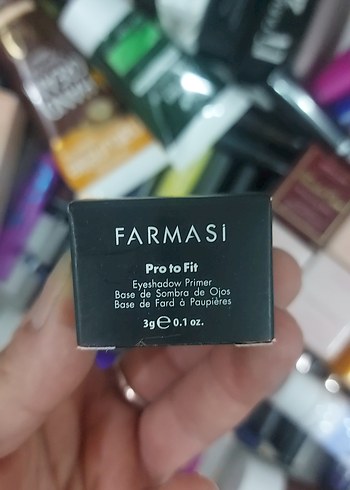 FARMASi
Pro to Fit
Eyeshadow Primer
Base de Sombra de Ojos
Base de Fard à Paupières
3g℮0.1 oz.